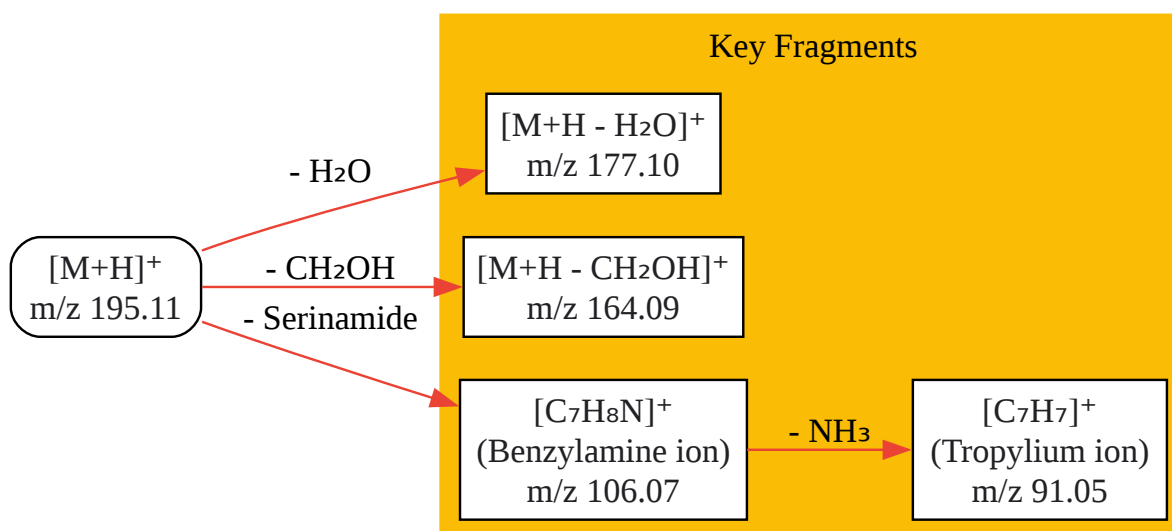 Key Fragments
[M+H - H₂O]⁺
m/z 177.10
- H₂O
[M+H]⁺
m/z 195.11
- CH₂OH
[M+H - CH₂OH]⁺
m/z 164.09
- Serinamide
[C₇H₈N]⁺
(Benzylamine ion)
m/z 106.07
- NH₃
[C₇H₇]⁺
(Tropylium ion)
m/z 91.05